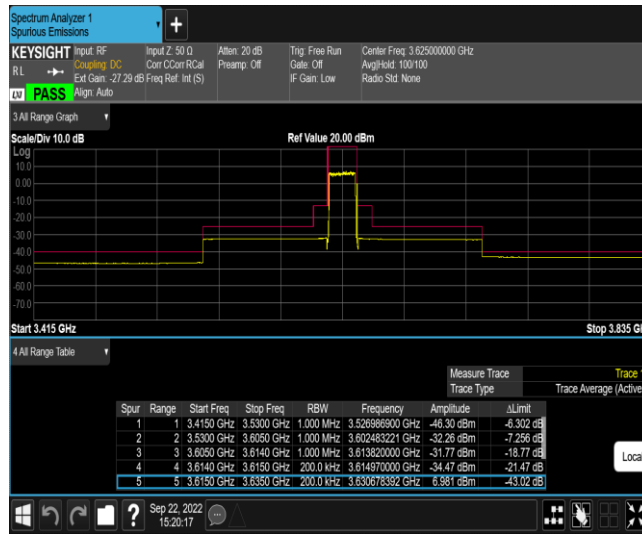 Spectrum Analyzer 1
Spurious Emissions
+
KEYSIGHT Input: RF Input Z: 50 Ω Atten: 20 dB Trig: Free Run Center Freq: 3.625000000 GHz
RL Coupling: DC Corr CCorr RCal Preamp: Off Gate: Off Avg|Hold: 100/100
Ext Gain: -27.29 dB Freq Ref: Int (S) IF Gain: Low Radio Std: None
LXI PASS Align: Auto
3 All Range Graph
Scale/Div 10.0 dB Ref Value 20.00 dBm
Log
10.0
0.00
-10.0
-20.0
-30.0
-40.0
-50.0
-60.0
-70.0
Start 3.415 GHz Stop 3.835 G
4 All Range Table
Measure Trace Trace
Trace Type Trace Average (Active
Spur Range Start Freq Stop Freq RBW Frequency Amplitude ΔLimit
1 1 3.4150 GHz 3.5300 GHz 1.000 MHz 3.526986900 GHz -46.30 dBm -6.302 dB
2 2 3.5300 GHz 3.6050 GHz 1.000 MHz 3.602483221 GHz -32.26 dBm -7.256 dB
3 3 3.6050 GHz 3.6140 GHz 1.000 MHz 3.613820000 GHz -31.77 dBm -18.77 dB
4 4 3.6140 GHz 3.6150 GHz 200.0 kHz 3.614970000 GHz -34.47 dBm -21.47 dB
5 5 3.6150 GHz 3.6350 GHz 200.0 kHz 3.630678392 GHz 6.981 dBm -43.02 dB
Local
? Sep 22, 2022
15:20:17